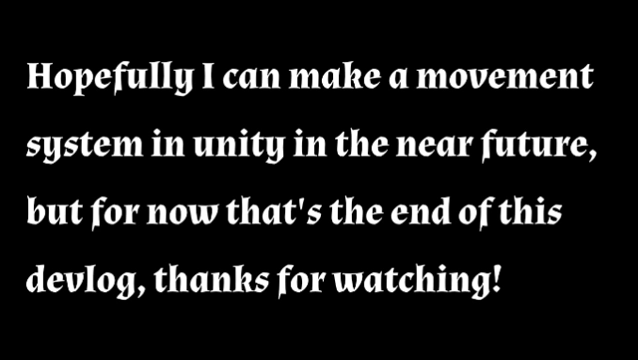 Hopefully I can make a movement
system in unity in the near future,
but for now that's the end of this
devlog, thanks for watching!